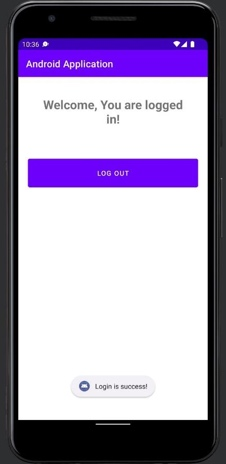 10:36
Android Application
Welcome, You are logged
in!
LOG OUT
Login is success!